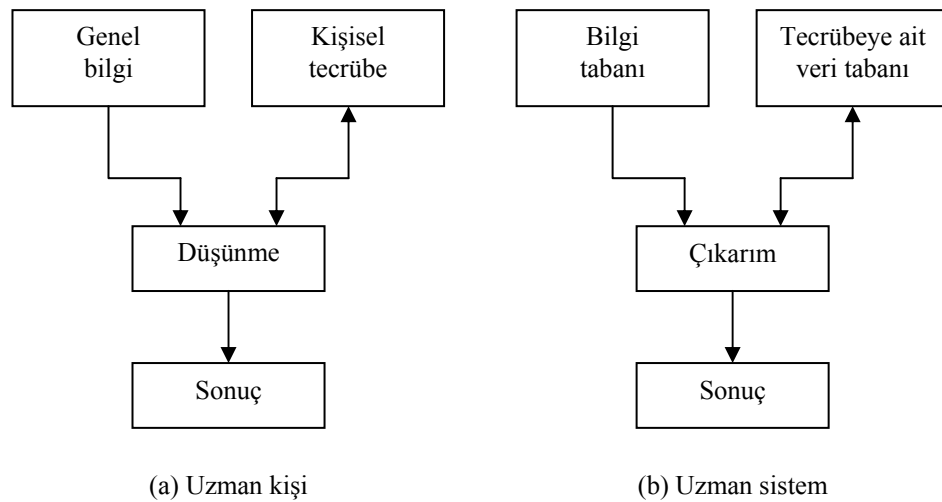 Genel
bilgi
Kişisel
tecrübe
Düşünme
Sonuç
(a) Uzman kişi
Bilgi
tabanı
Tecrübeye ait
veri tabanı
Çıkarım
Sonuç
(b) Uzman sistem